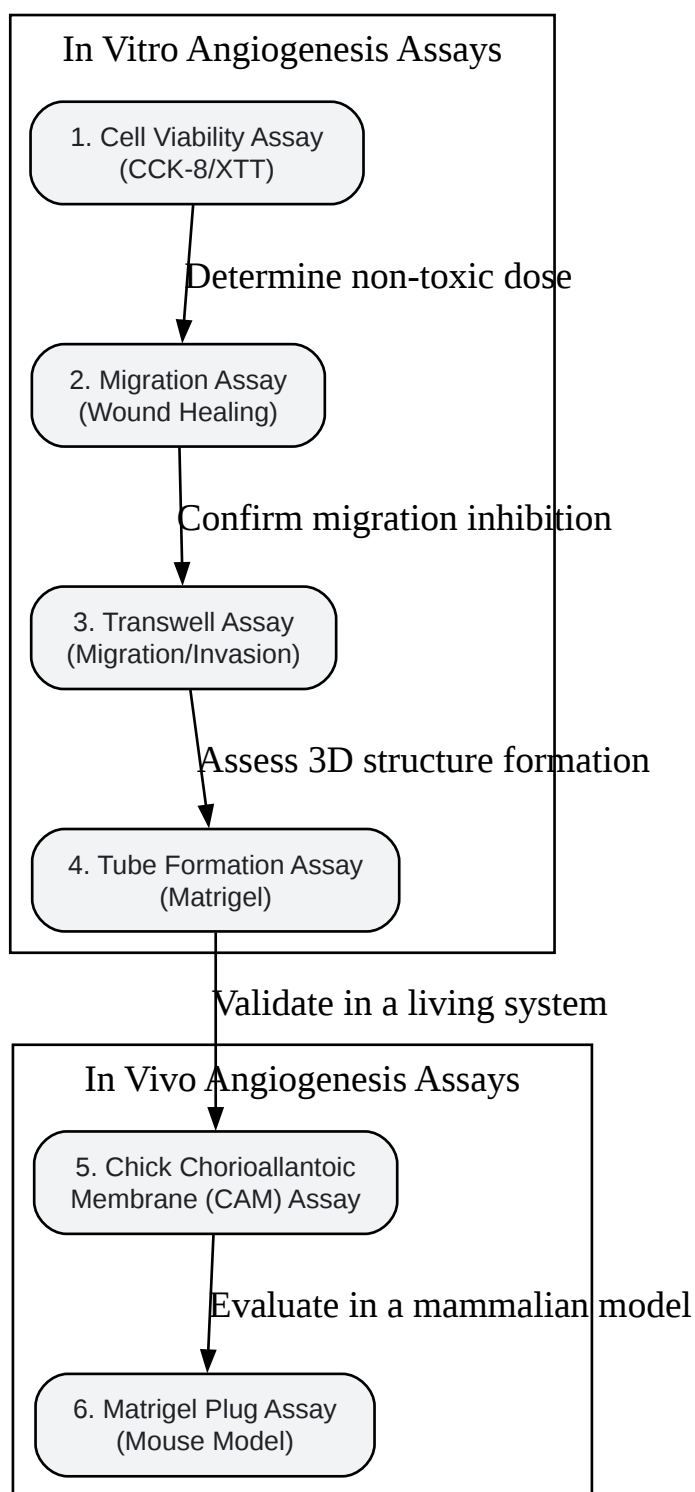 In Vitro Angiogenesis Assays
1. Cell Viability Assay
(CCK-8/XTT)
Determine non-toxic dose
2. Migration Assay
(Wound Healing)
Confirm migration inhibition
3. Transwell Assay
(Migration/Invasion)
Assess 3D structure formation
4. Tube Formation Assay
(Matrigel)
Validate in a living system
In Vivo Angiogenesis Assays
5. Chick Chorioallantoic
Membrane (CAM) Assay
Evaluate in a mammalian model
6. Matrigel Plug Assay
(Mouse Model)